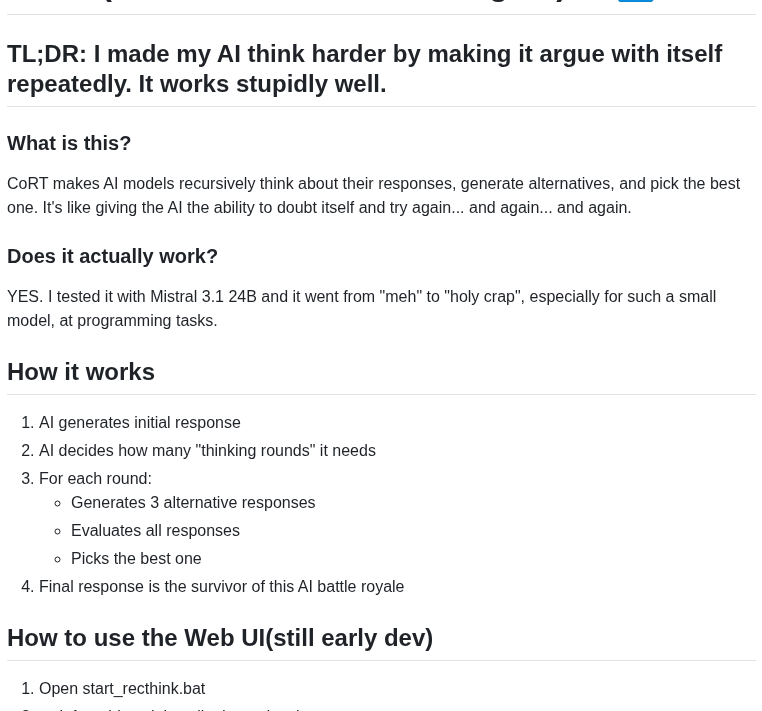 TL;DR: I made my AI think harder by making it argue with itself
repeatedly. It works stupidly well.
What is this?
CoRT makes AI models recursively think about their responses, generate alternatives, and pick the best
one. It's like giving the AI the ability to doubt itself and try again... and again... and again.
Does it actually work?
YES. I tested it with Mistral 3.1 24B and it went from "meh" to "holy crap", especially for such a small
model, at programming tasks.
How it works
1. AI generates initial response
2. AI decides how many "thinking rounds" it needs
3. For each round:
◦ Generates 3 alternative responses
◦ Evaluates all responses
◦ Picks the best one
4. Final response is the survivor of this AI battle royale
How to use the Web UI(still early dev)
1. Open start_recthink.bat